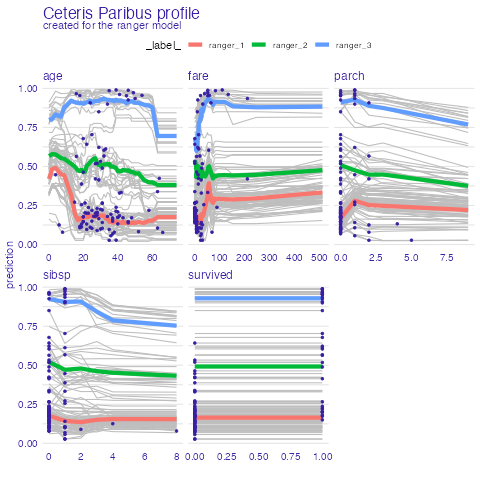 Ceteris Paribus profile
created for the ranger model
_label_ ranger_1 ranger_2 ranger_3
age fare parch
1.00
0.75
0.50
0.25
0.00
0 20 40 60 0 100 200 300 400 500 0.0 2.5 5.0 7.5
prediction
sibsp survived
1.00
0.75
0.50
0.25
0.00
0 2 4 6 8 0.00 0.25 0.50 0.75 1.00